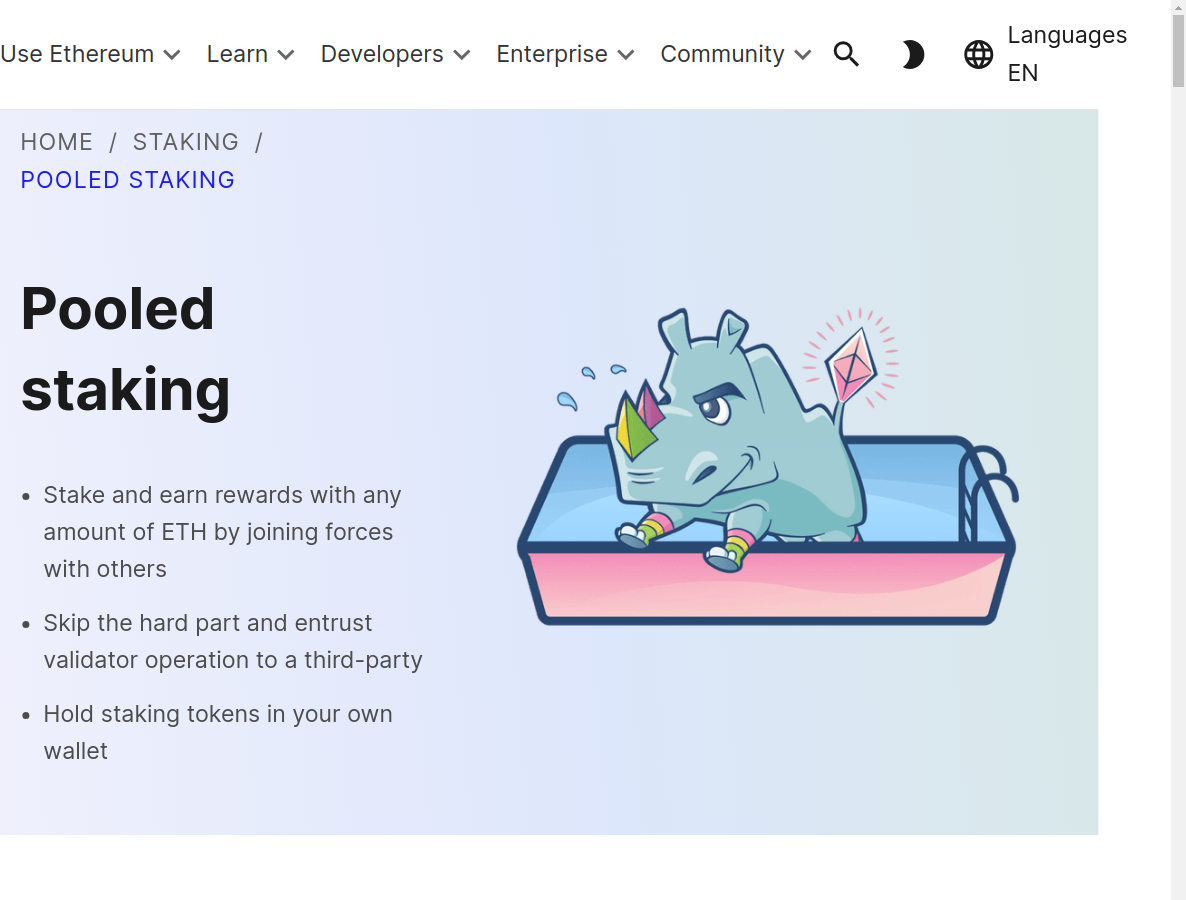 Use Ethereum Learn Developers Enterprise Community Languages EN
HOME / STAKING /
POOLED STAKING
Pooled
staking
• Stake and earn rewards with any
amount of ETH by joining forces
with others
• Skip the hard part and entrust
validator operation to a third-party
• Hold staking tokens in your own
wallet